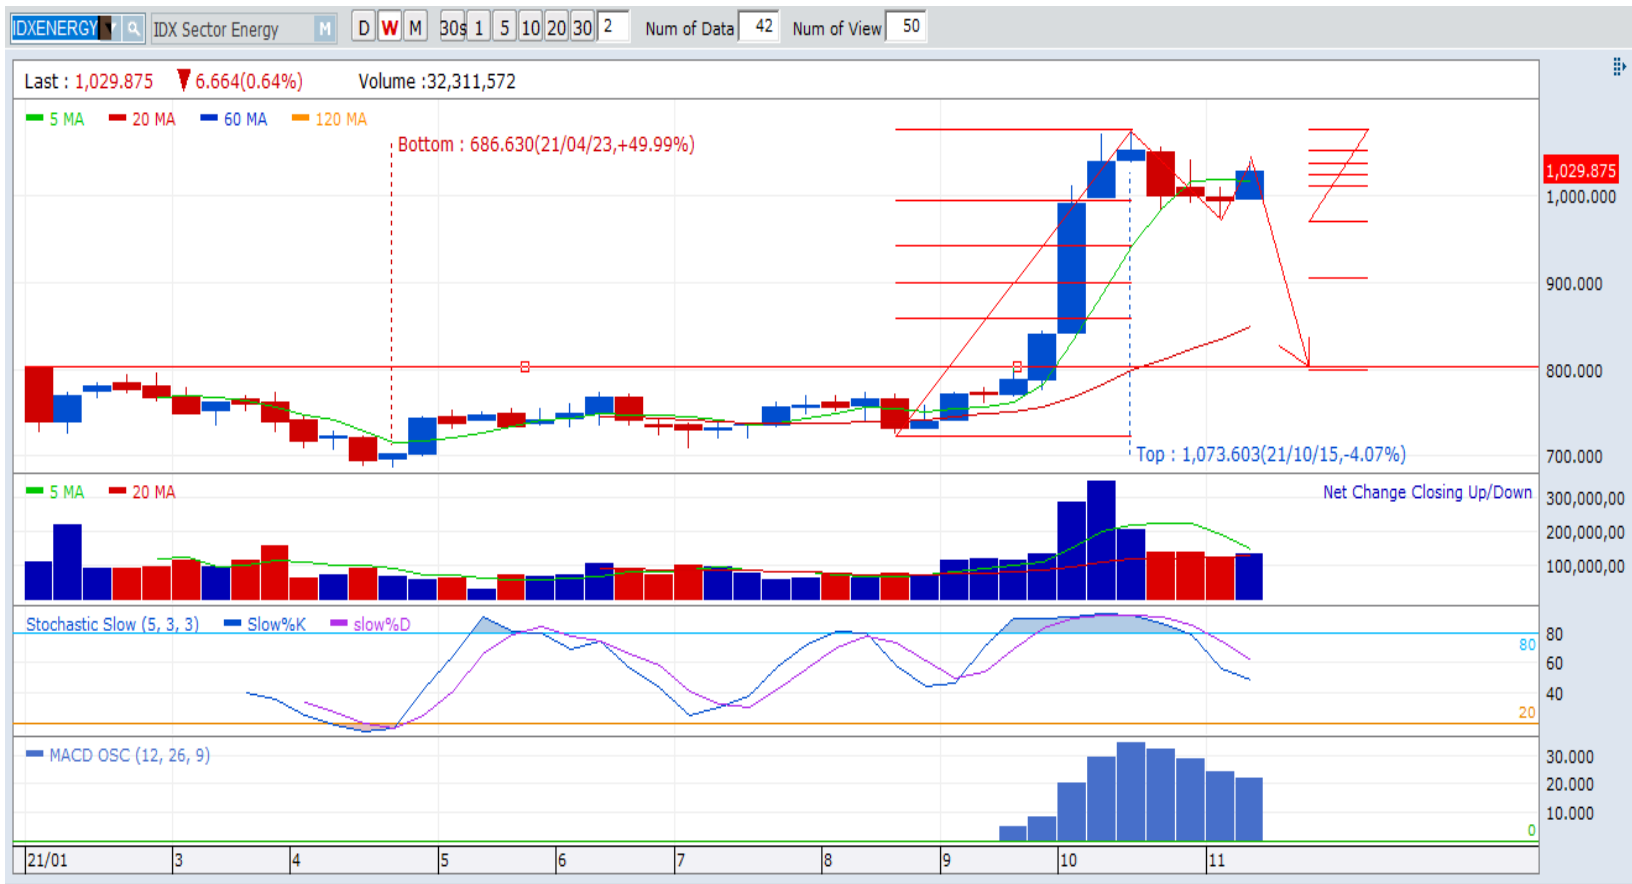 IDXENERGY IDX Sector Energy M D W M 30s 1 5 10 20 30 2 Num of Data 42 Num of View 50
Last : 1,029.875 ▼ 6.664(0.64%) Volume :32,311,572
5 MA 20 MA 60 MA 120 MA
Bottom : 686.630(21/04/23,+49.99%)
1,029.875
1,000.000
900.000
800.000
700.000
Top : 1,073.603(21/10/15,-4.07%)
5 MA 20 MA Net Change Closing Up/Down
300,000,00
200,000,00
100,000,00
Stochastic Slow (5, 3, 3) Slow%K slow%D
80 80
60
40
20
MACD OSC (12, 26, 9)
30.000
20.000
10.000
0
21/01 3 4 5 6 7 8 9 10 11